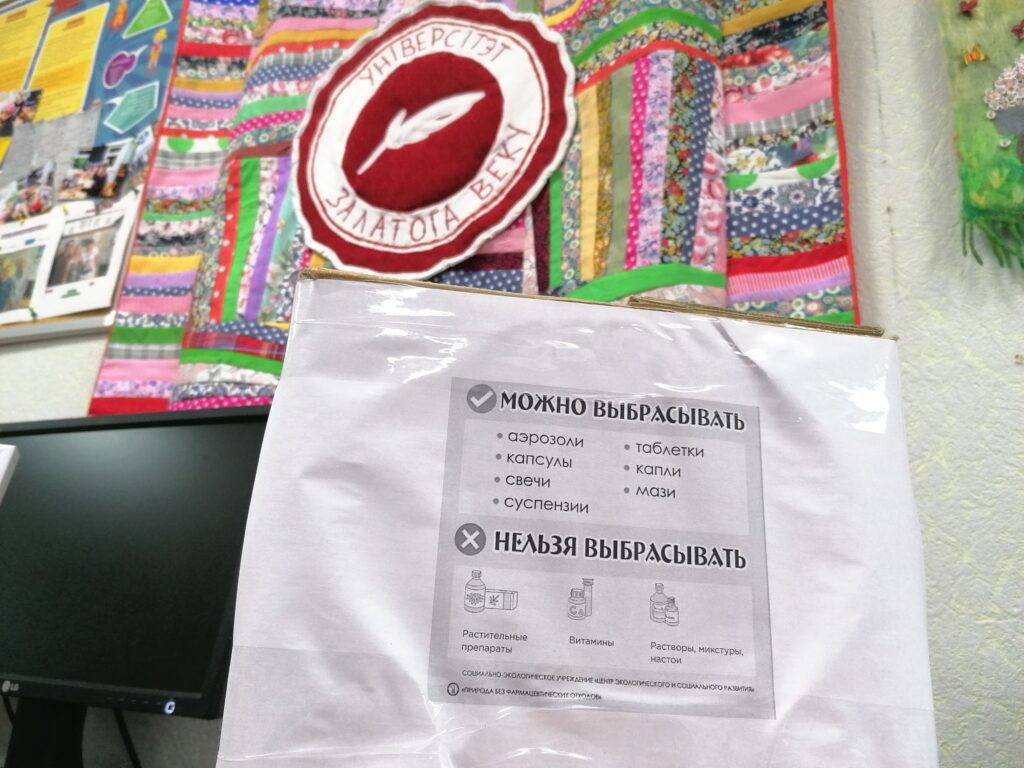 УНІВЕРСІТЭТ
ЗАЛАТОГА ВЕКУ
МОЖНО ВЫБРАСЫВАТЬ
• аэрозоли
• капсулы
• свечи
• суспензии
• таблетки
• капли
• мази
НЕЛЬЗЯ ВЫБРАСЫВАТЬ
Растительные
препараты
Витамины
Растворы, микстуры,
настои
СОЦИАЛЬНО-ЭКОЛОГИЧЕСКОЕ УЧРЕЖДЕНИЕ «ЦЕНТР ЭКОЛОГИЧЕСКОГО И СОЦИАЛЬНОГО РАЗВИТИЯ»
«ПРИРОДА БЕЗ ФАРМАЦЕВТИЧЕСКИХ ОТХОДОВ»
LG